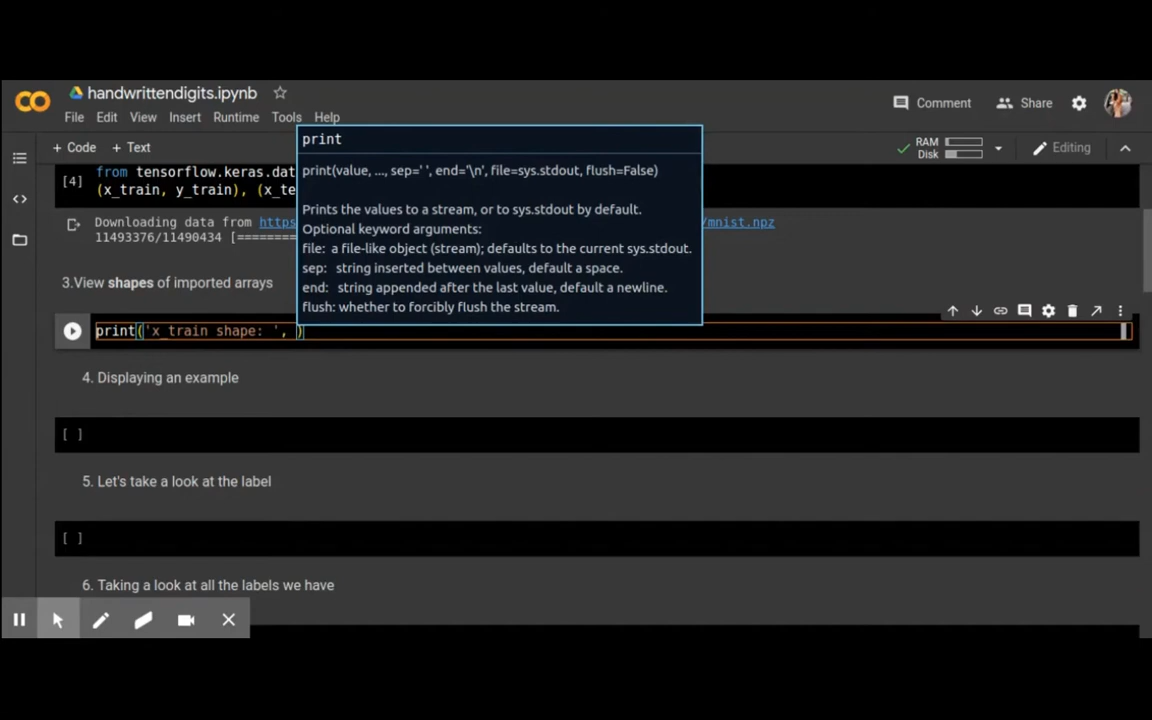 handwrittendigits.ipynb
Comment
Share
File Edit View Insert Runtime Tools Help
+ Code + Text
RAM
Disk
Editing
[4] from tensorflow.keras.dat
(x_train, y_train), (x_te
Downloading data from https
/mnist.npz
11493376/11490434 [========
print
print(value, ..., sep=' ', end='\n', file=sys.stdout, flush=False)
Prints the values to a stream, or to sys.stdout by default.
Optional keyword arguments:
file: a file-like object (stream); defaults to the current sys.stdout.
sep: string inserted between values, default a space.
end: string appended after the last value, default a newline.
flush: whether to forcibly flush the stream.
3.View shapes of imported arrays
print('x_train shape: ', )
4. Displaying an example
[ ]
5. Let's take a look at the label
[ ]
6. Taking a look at all the labels we have